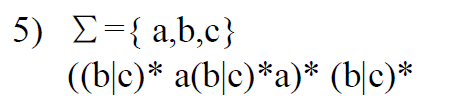 5) ∑={ a,b,c}
((b|c)* a(b|c)*a)* (b|c)*